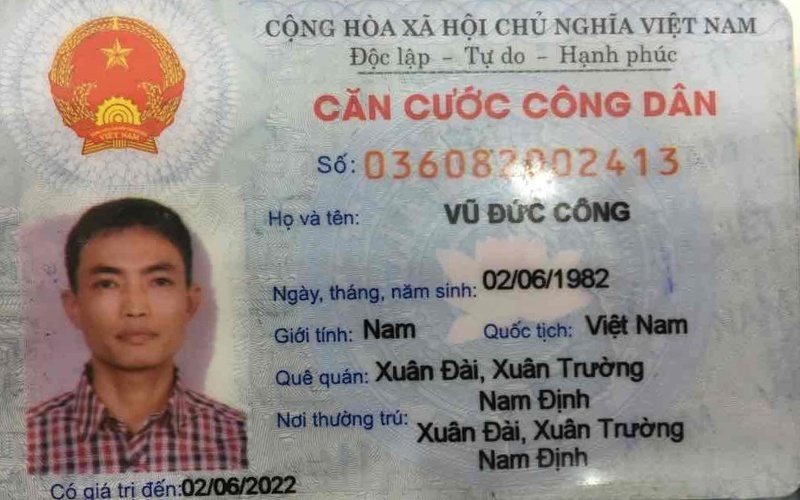 CỘNG HÒA XÃ HỘI CHỦ NGHĨA VIỆT NAM
Độc lập - Tự do - Hạnh phúc
CĂN CƯỚC CÔNG DÂN
Số: 036082002413
Họ và tên: VŨ ĐỨC CÔNG
Ngày, tháng, năm sinh: 02/06/1982
Giới tính: Nam Quốc tịch: Việt Nam
Quê quán: Xuân Đài, Xuân Trường
Nam Định
Nơi thường trú: Xuân Đài, Xuân Trường
Nam Định
Có giá trị đến: 02/06/2022